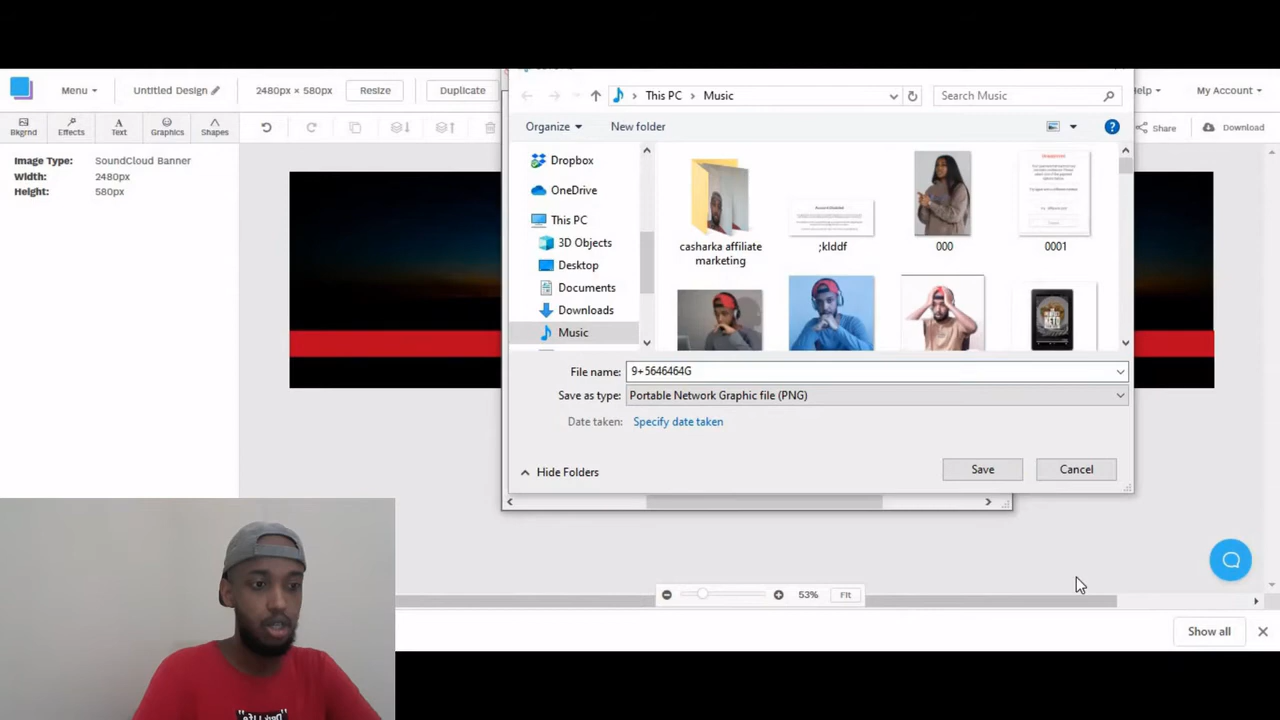 This PC > Music
Search Music
Menu
Untitled Design
2480px × 580px
Resize
Duplicate
elp
My Account
Organize
New folder
Bkgrnd
Effects
Text
Graphics
Shapes
Share
Download
Image Type: SoundCloud Banner
Width: 2480px
Height: 580px
Dropbox
OneDrive
This PC
3D Objects
Desktop
Documents
Downloads
Music
casharka affiliate
marketing
;klddf
000
0001
File name: 9+5646464G
Save as type: Portable Network Graphic file (PNG)
Date taken: Specify date taken
Hide Folders
Save
Cancel
53%
Fit
Show all